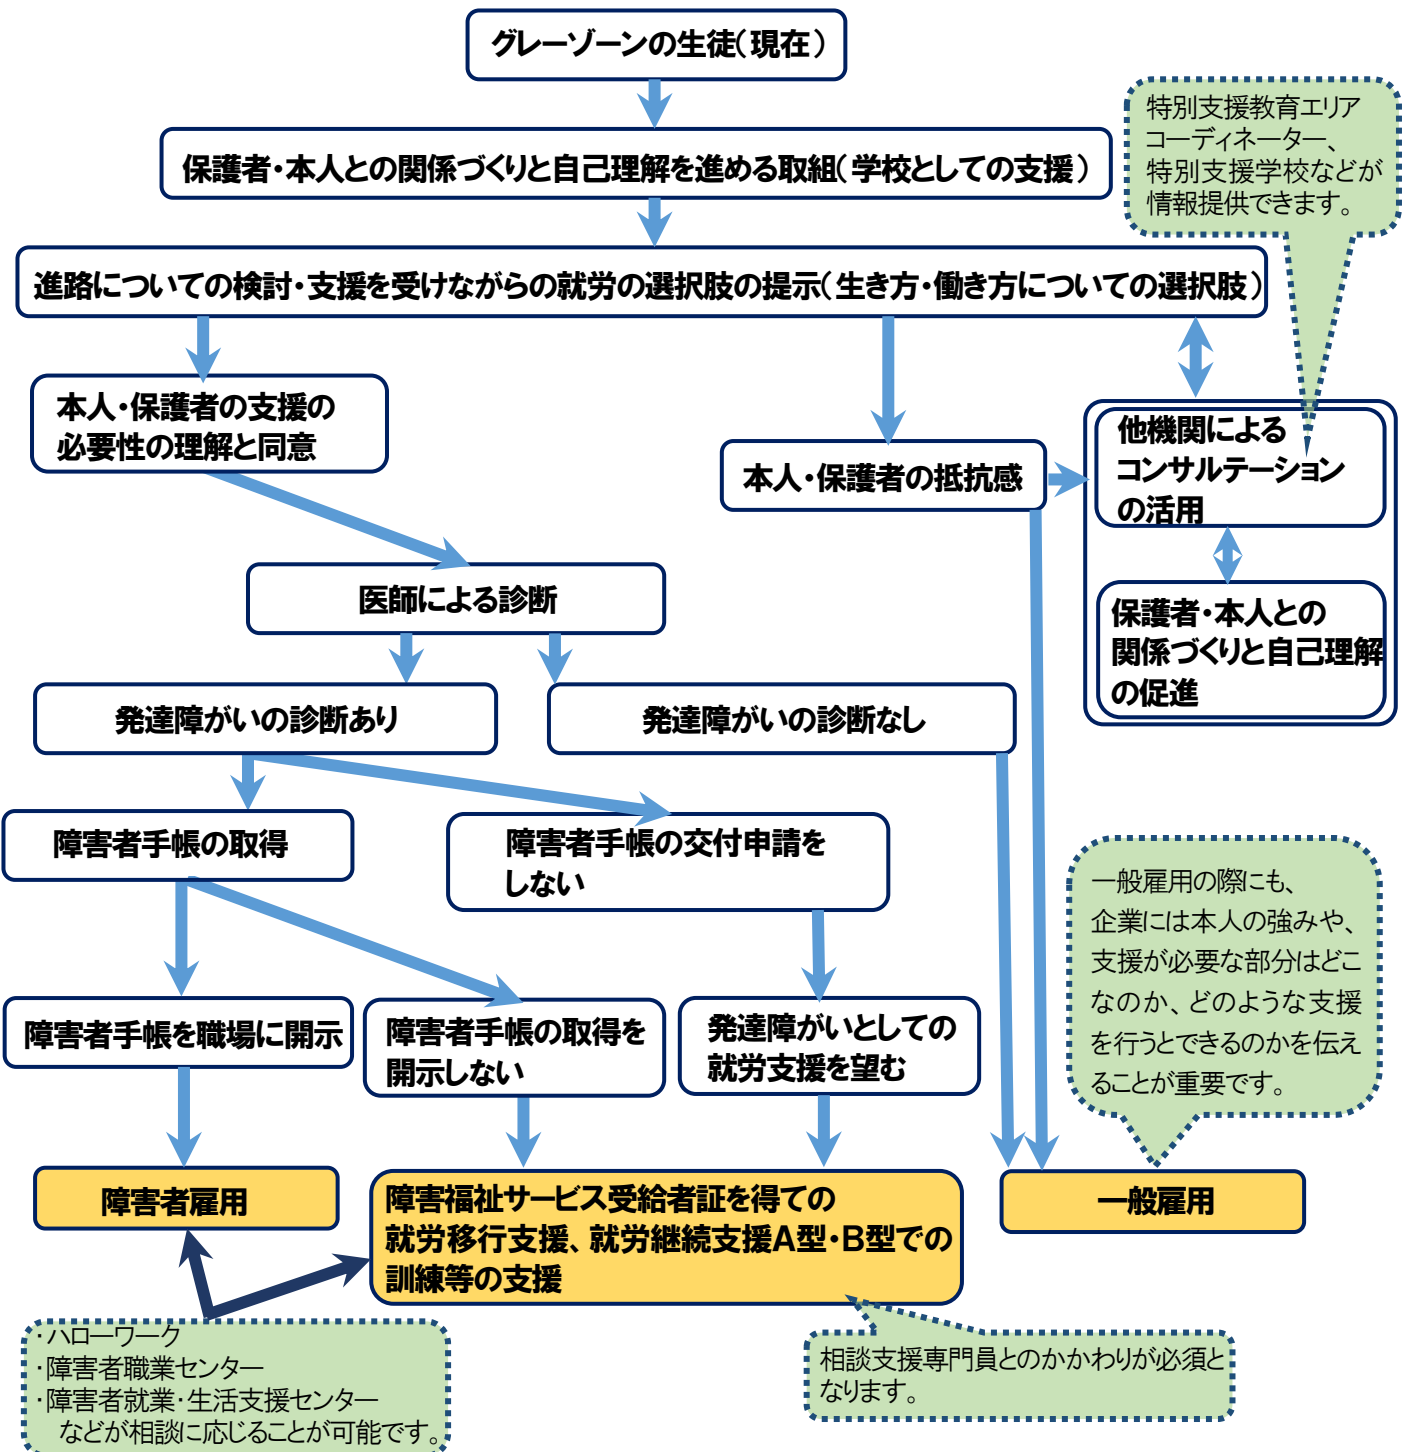 グレーゾーンの生徒(現在)
特別支援教育エリア
コーディネーター、
特別支援学校などが
情報提供できます。
保護者・本人との関係づくりと自己理解を進める取組(学校としての支援)
進路についての検討・支援を受けながらの就労の選択肢の提示(生き方・働き方についての選択肢)
本人・保護者の支援の
必要性の理解と同意
本人・保護者の抵抗感
他機関による
コンサルテーション
の活用
医師による診断
保護者・本人との
関係づくりと自己理解
の促進
発達障がいの診断あり
発達障がいの診断なし
障害者手帳の取得
障害者手帳の交付申請を
しない
一般雇用の際にも、
企業には本人の強みや、
支援が必要な部分はどこ
なのか、どのような支援
を行うとできるのかを伝え
ることが重要です。
障害者手帳を職場に開示
障害者手帳の取得を
開示しない
発達障がいとしての
就労支援を望む
障害者雇用
障害福祉サービス受給者証を得ての
就労移行支援、就労継続支援A型・B型での
訓練等の支援
一般雇用
・ハローワーク
・障害者職業センター
・障害者就業・生活支援センター
などが相談に応じることが可能です。
相談支援専門員とのかかわりが必須と
なります。